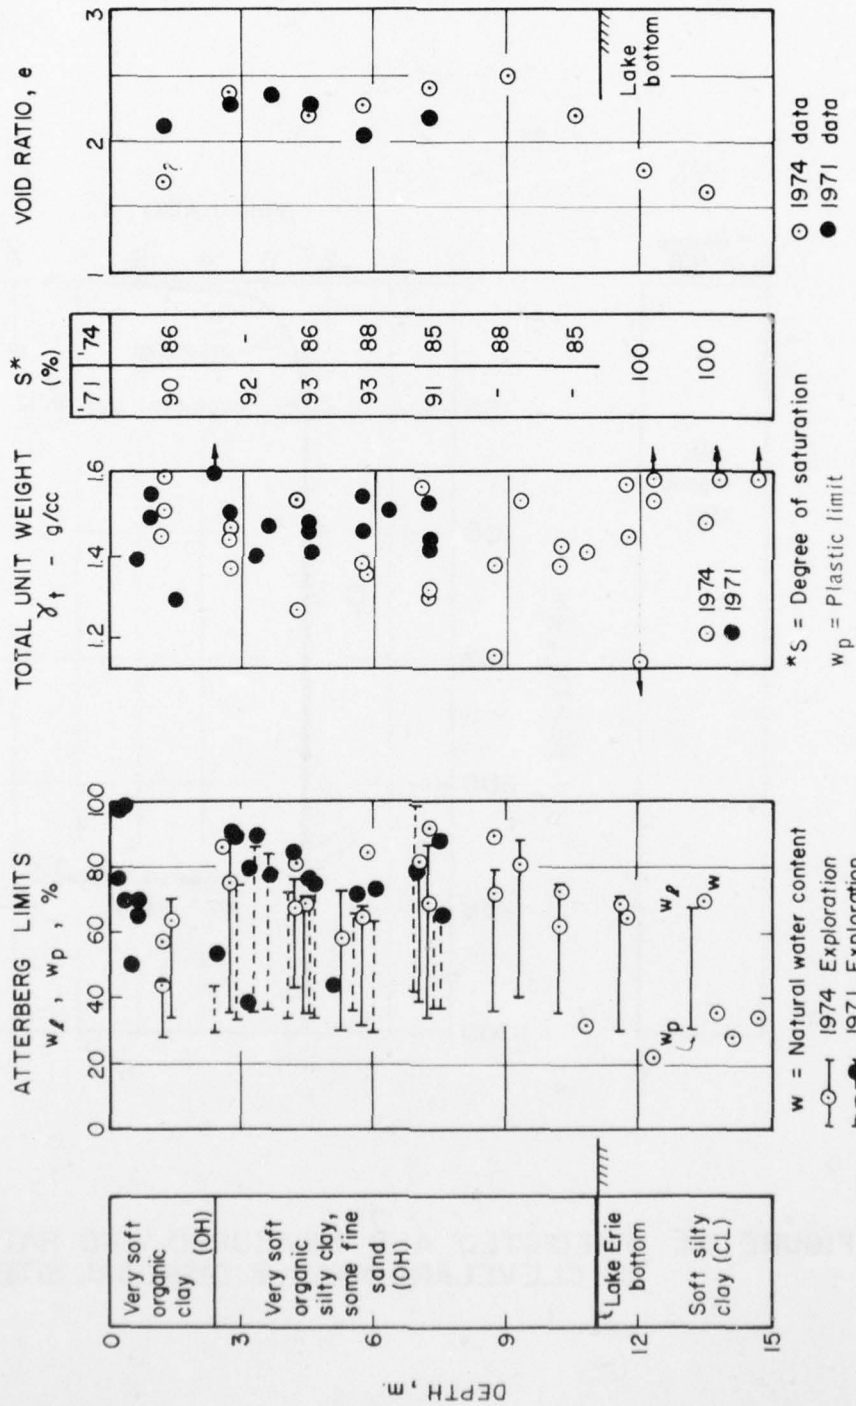 ATTERBERG LIMITS
wℓ , wp , %
TOTAL UNIT WEIGHT
γt - g/cc
S*
(%)
VOID RATIO, e
'71 '74
0 20 40 60 80 100
1.2 1.4 1.6
1 2 3
DEPTH, m
0
3
6
9
12
15
Very soft
organic
clay (OH)
Very soft
organic
silty clay,
some fine
sand
(OH)
Lake Erie
bottom
Soft silty
clay (CL)
wp
wℓ
w
⊙ 1974
● 1971
90 86
92 -
93 86
93 88
91 85
- 88
- 85
100
100
?
Lake
bottom
w = Natural water content
⊙ 1974 Exploration
● 1971 Exploration
*S = Degree of saturation
wp = Plastic limit
⊙ 1974 data
● 1971 data